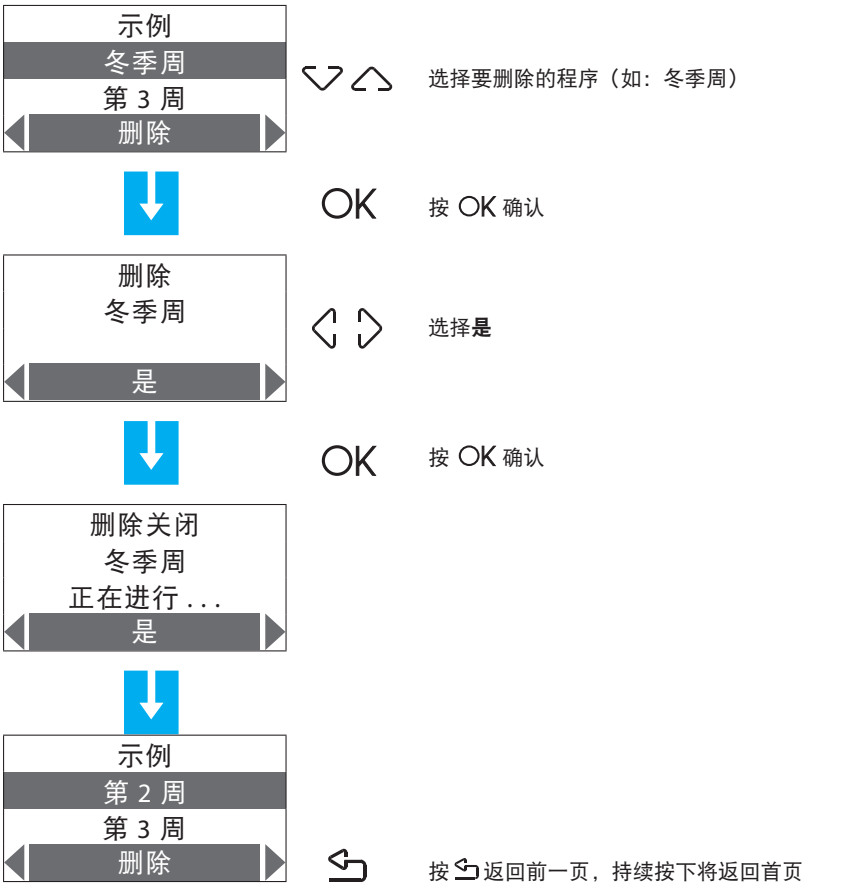 示例
冬季周
第 3 周
删除
选择要删除的程序（如：冬季周）
OK
按 OK 确认
删除
冬季周
是
选择是
OK
按 OK 确认
删除关闭
冬季周
正在进行 . . .
是
示例
第 2 周
第 3 周
删除
按返回前一页，持续按下将返回首页